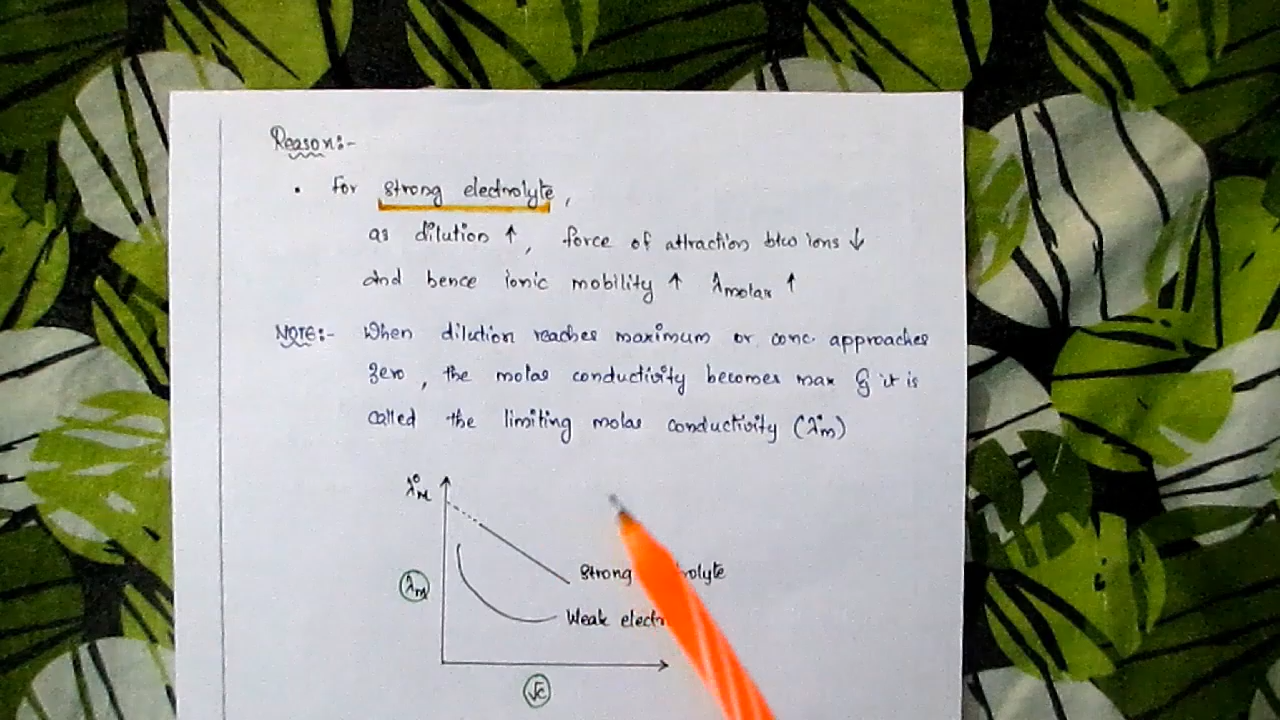 Reason:-
• For strong electrolyte,
as dilution ↑, force of attraction btw ions ↓
and hence ionic mobility ↑ λmolar ↑
NOTE:- When dilution reaches maximum or conc. approaches
zero, the molar conductivity becomes max & it is
called the limiting molar conductivity (λ°m)
λ°M
λm
Strong
Weak
√c